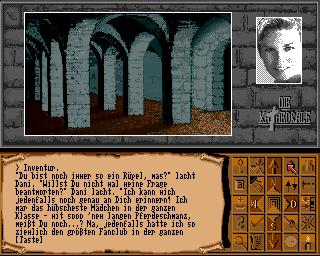 DIE
KATHEDRALE
> Inventur.
"Du bist noch immer so ein Rüpel, was?" lacht
Dani. "Willst Du nicht mal meine Frage
beantworten?" Dani lacht. "Ich kann mich
jedenfalls noch genau an Dich erinnern! Ich
war das hübscheste Mädchen in der ganzen
Klasse - mit sooo 'nem langen Pferdeschwanz,
weißt Du noch...? Na, jedenfalls hatte ich so
ziemlich den größten Fanclub in der ganzen
[Taste]